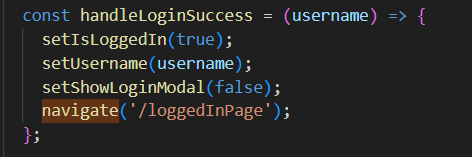 const handleLoginSuccess = (username) => {
setIsLoggedIn(true);
setUsername(username);
setShowLoginModal(false);
navigate('/loggedInPage');
};